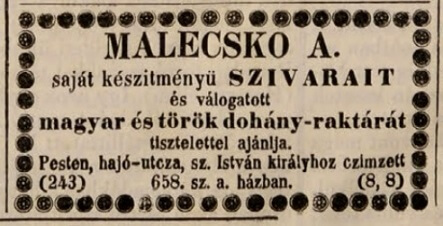 MALECSKO A.
saját készitményü SZIVARAIT
és válogatott
magyar és török dohány-raktárát
tisztelettel ajánlja.
Pesten, hajó-utcza, sz. István királyhoz czimzett
(243) 658. sz. a. házban. (8, 8)